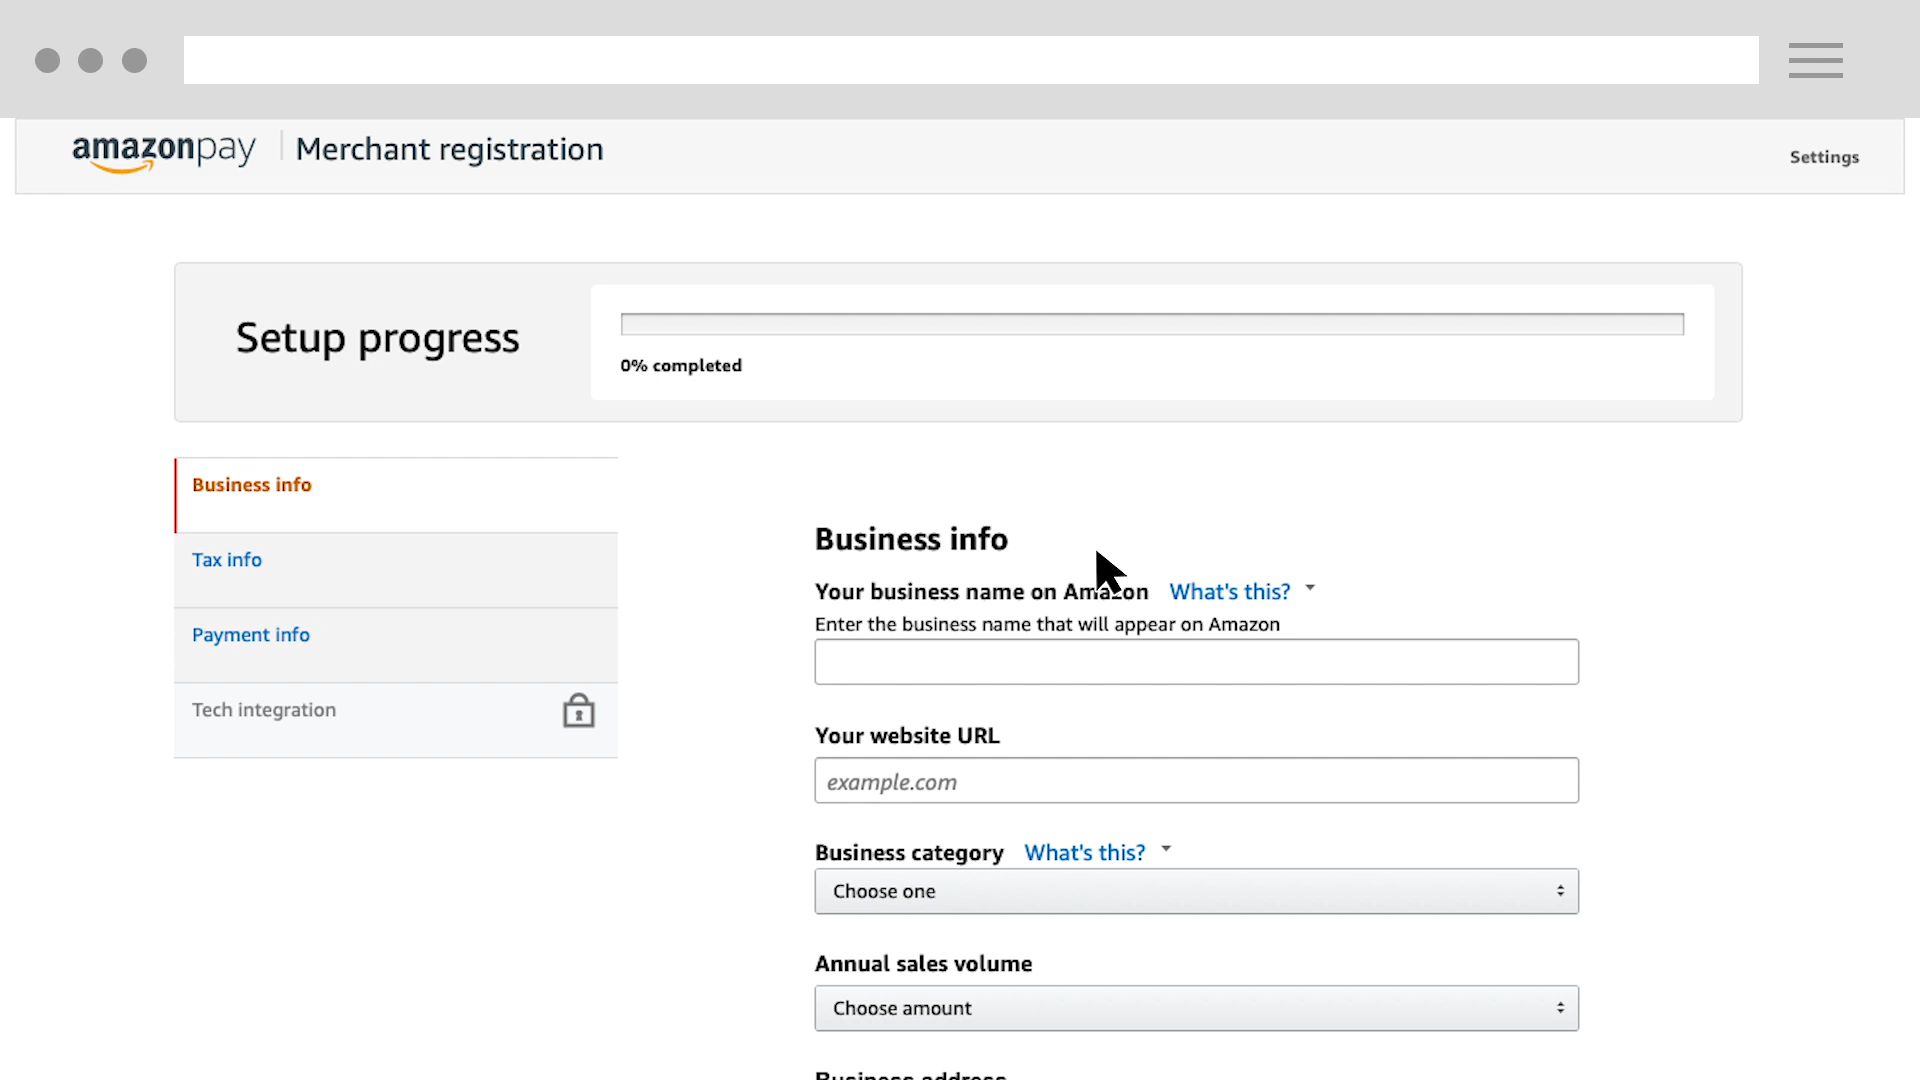 amazonpay
Merchant registration
Settings
Setup progress
0% completed
Business info
Tax info
Payment info
Tech integration
Business info
Your business name on Amazon What's this?
Enter the business name that will appear on Amazon
Your website URL
example.com
Business category What's this?
Choose one
Annual sales volume
Choose amount
Business address